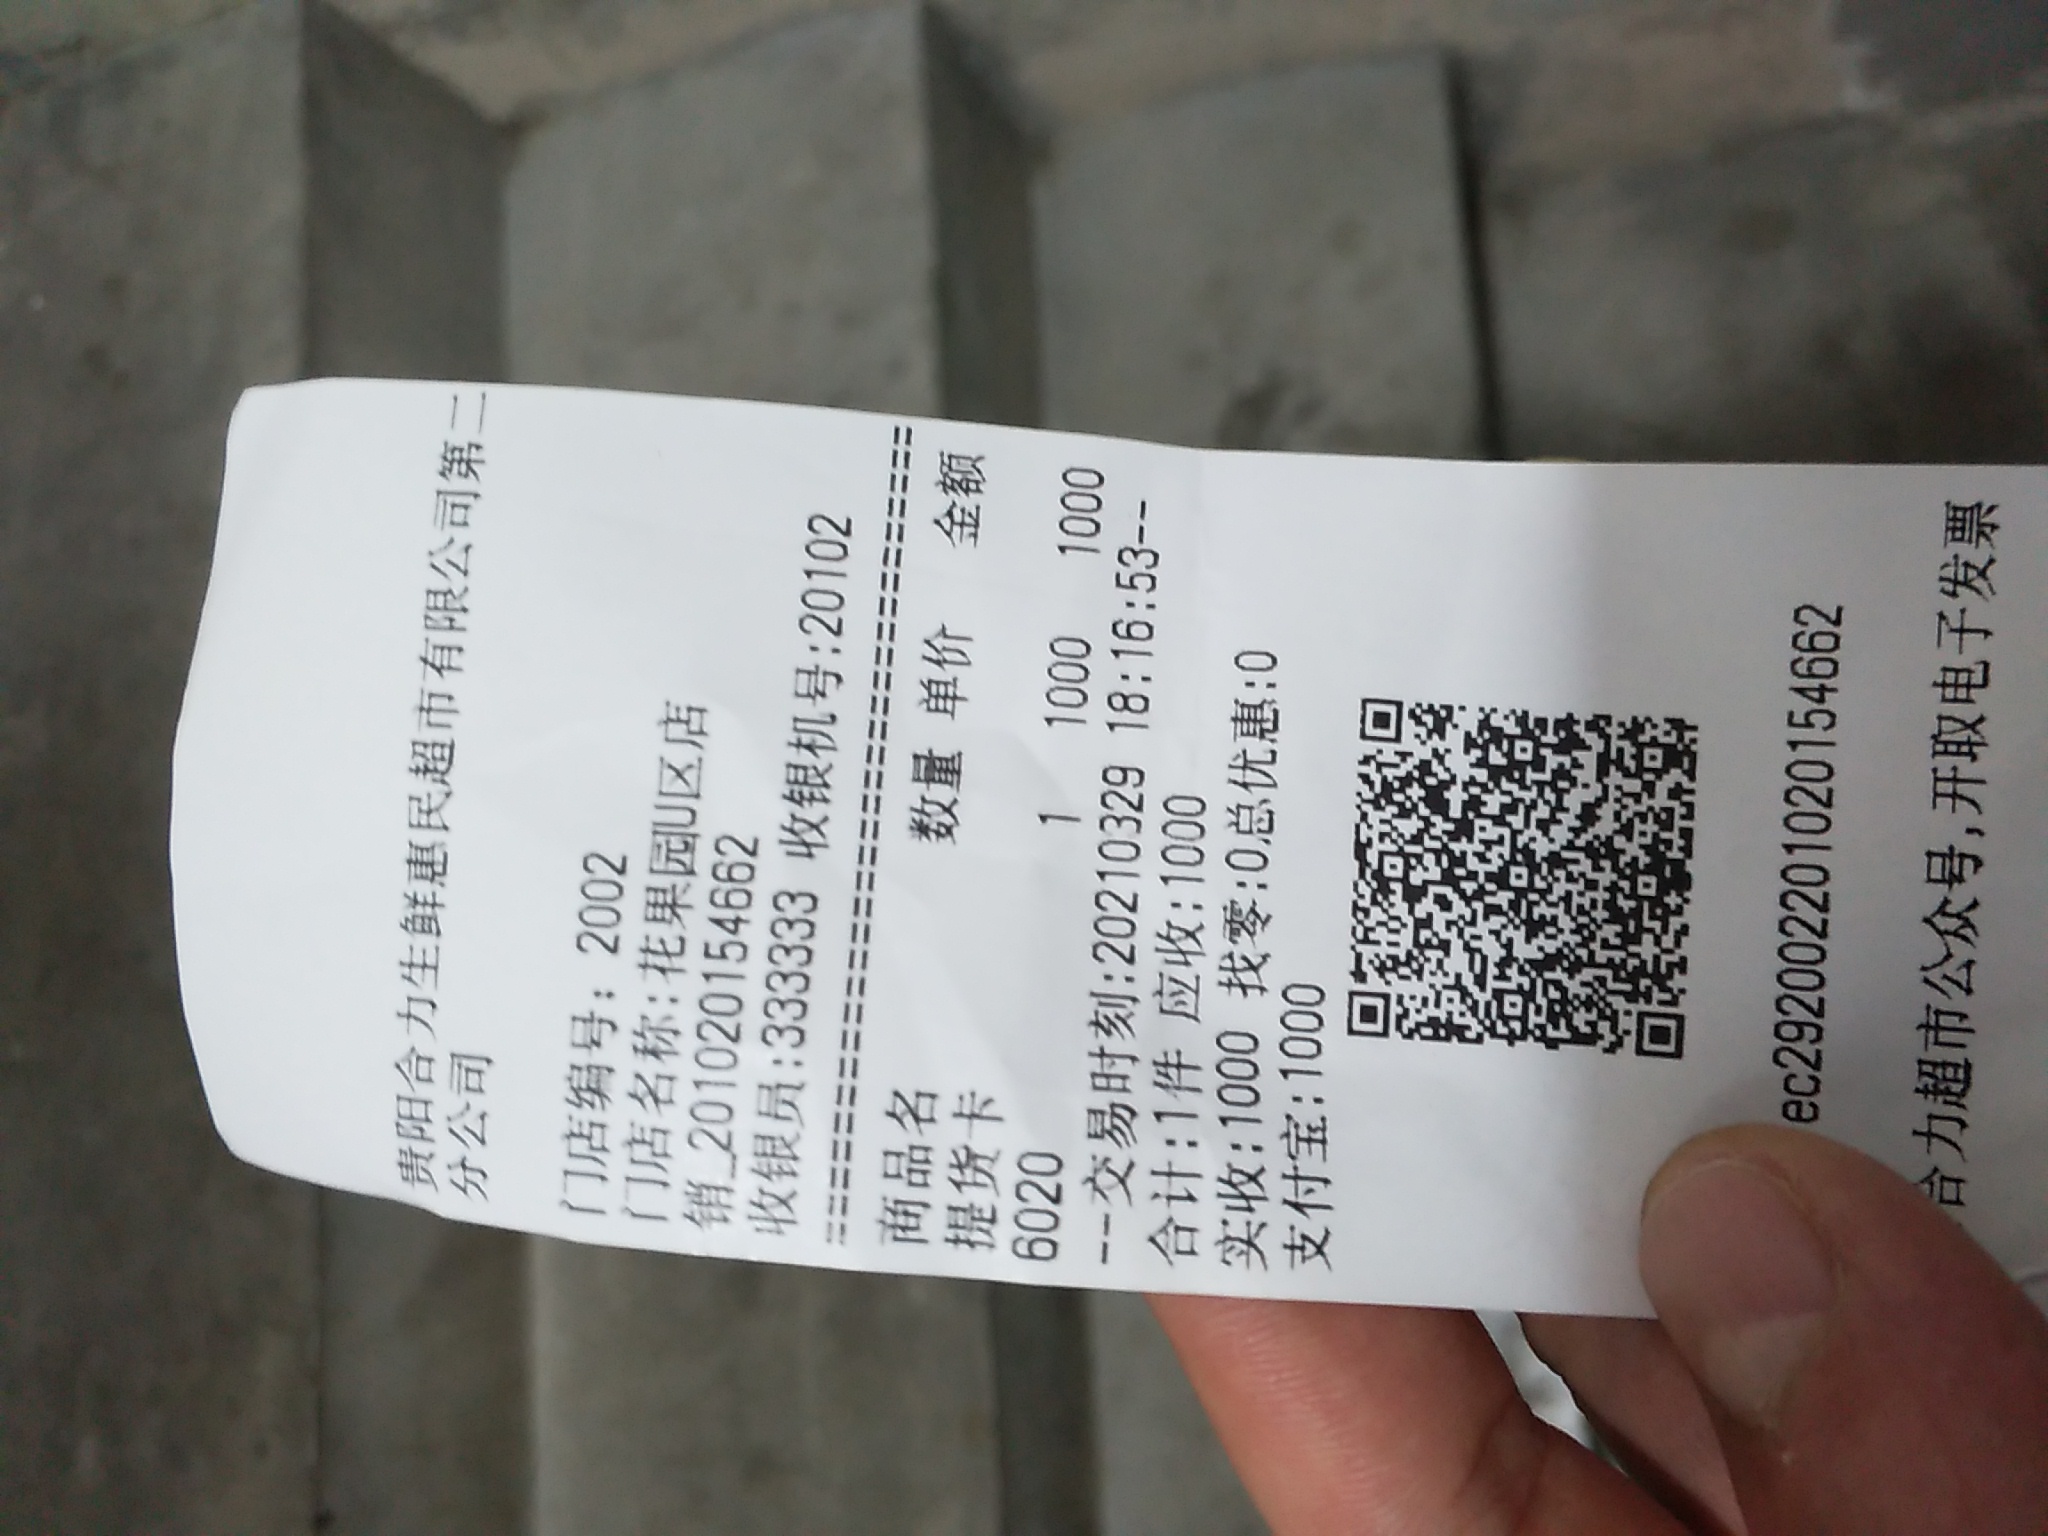 贵阳合力生鲜惠民超市有限公司第二
分公司
门店编号：2002
门店名称:花果园U区店
销_2010202154662
收银员:3333333 收银机号:20102
================================
商品名 数量 单价 金额
提货卡
6020 1 1000 1000
--交易时刻:20210329 18:16:53--
合计:1件 应收:1000
实收:1000 找零:0总优惠:0
支付宝:1000
ec29200220102020154662
合力超市公众号,开取电子发票